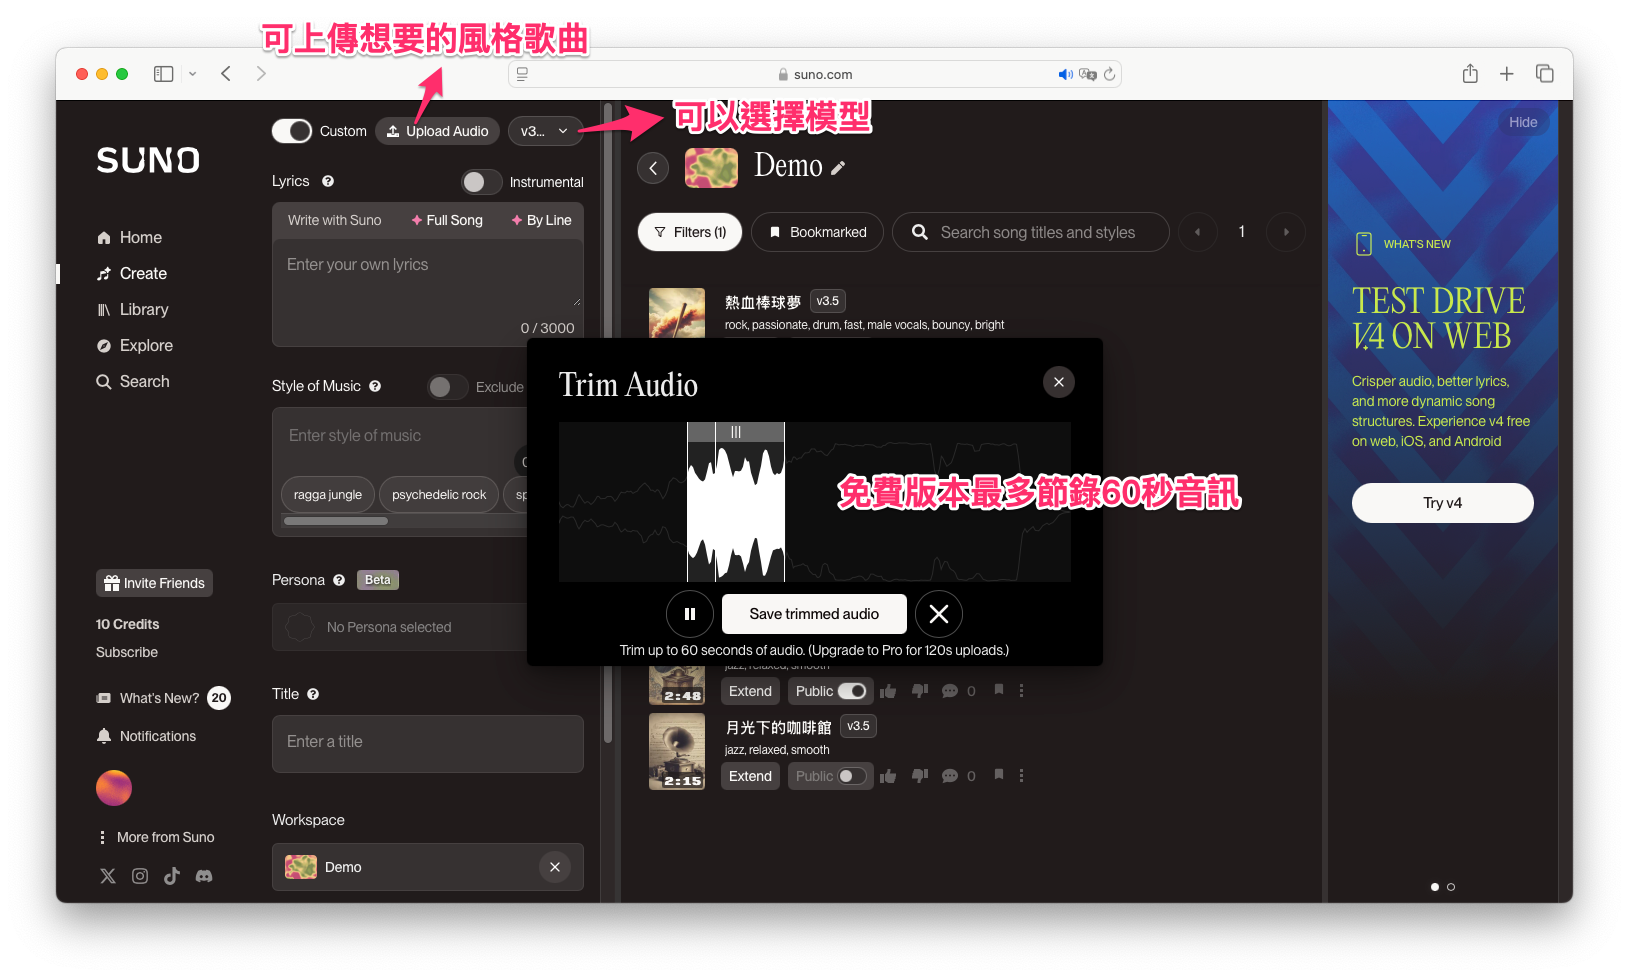 可上傳想要的風格歌曲
suno.com
可以選擇模型
SUNO
Home
Create
Library
Explore
Search
Invite Friends
10 Credits
Subscribe
What's New? 20
Notifications
More from Suno
Custom
Upload Audio
v3...
Lyrics
Instrumental
Write with Suno
Full Song
By Line
Enter your own lyrics
0 / 3000
Style of Music
Exclude
Enter style of music
ragga jungle
psychedelic rock
sp
Persona
Beta
No Persona selected
Title
Enter a title
Workspace
Demo
Demo
Filters (1)
Bookmarked
Search song titles and styles
1
熱血棒球夢 v3.5
rock, passionate, drum, fast, male vocals, bouncy, bright
Trim Audio
免費版本最多節錄60秒音訊
Save trimmed audio
Trim up to 60 seconds of audio. (Upgrade to Pro for 120s uploads.)
jazz, relaxed, smooth
2:48
Extend
Public
0
月光下的咖啡館 v3.5
jazz, relaxed, smooth
2:15
Extend
Public
0
Hide
WHAT'S NEW
TEST DRIVE
V4 ON WEB
Crisper audio, better lyrics,
and more dynamic song
structures. Experience v4 free
on web, iOS, and Android
Try v4